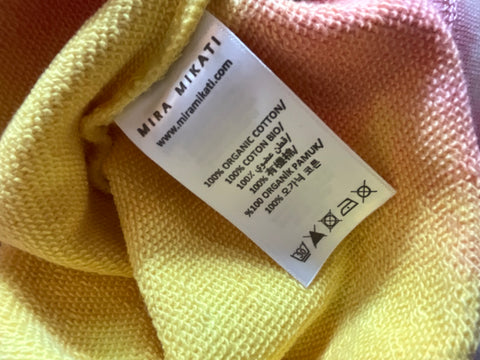 MIRA MIKATI
www.miramikati.com
100% ORGANIC COTTON/
100% COTON BIO/
100% قطن عضوي/
100% 有機棉/
%100 ORGANİK PAMUK/
100% 오가닉 코튼/
30